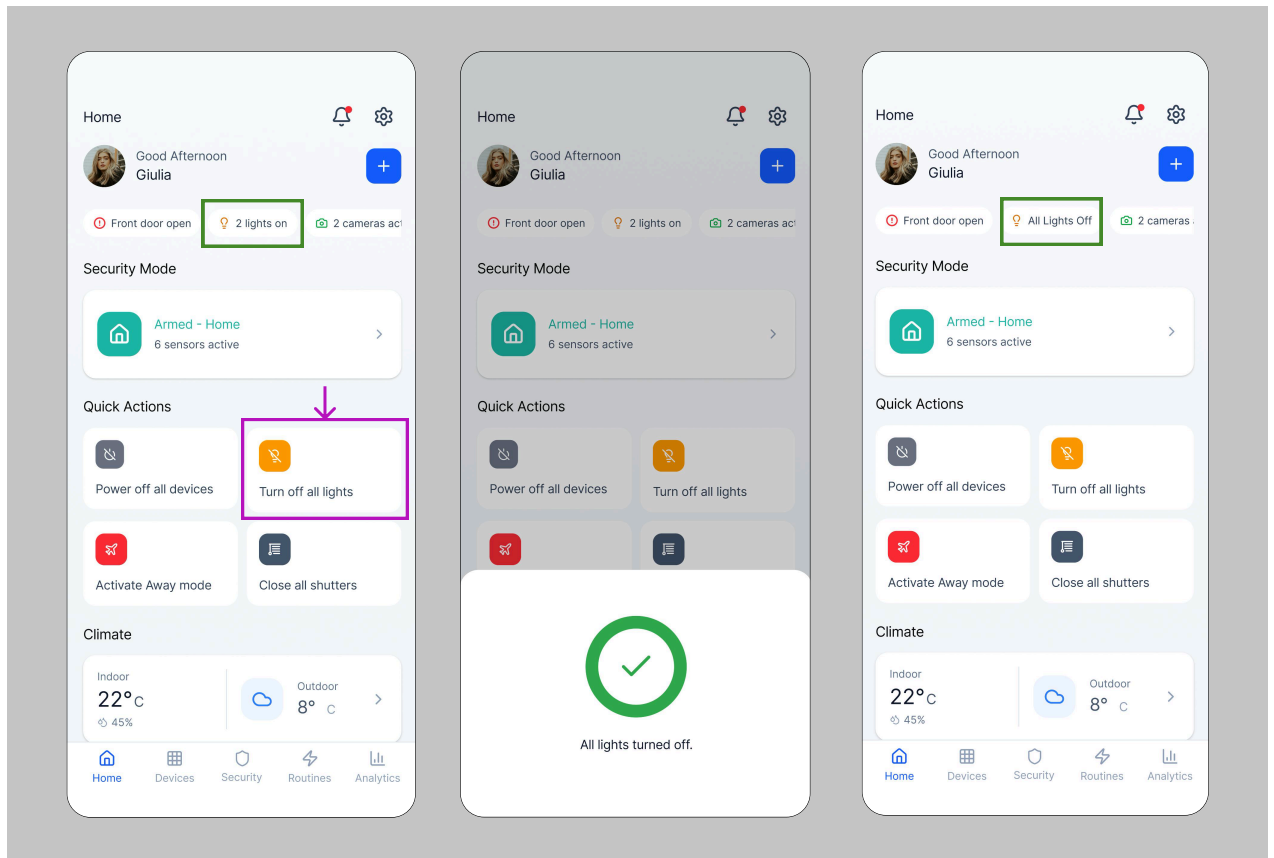 Home
Good Afternoon
Giulia
Front door open
2 lights on
2 cameras act
Security Mode
Armed - Home
6 sensors active
Quick Actions
Power off all devices
Turn off all lights
Activate Away mode
Close all shutters
Climate
Indoor
22°C
45%
Outdoor
8° C
Home
Devices
Security
Routines
Analytics
Home
Good Afternoon
Giulia
Front door open
2 lights on
2 cameras act
Security Mode
Armed - Home
6 sensors active
Quick Actions
Power off all devices
Turn off all lights
All lights turned off.
Home
Good Afternoon
Giulia
Front door open
All Lights Off
2 cameras
Security Mode
Armed - Home
6 sensors active
Quick Actions
Power off all devices
Turn off all lights
Activate Away mode
Close all shutters
Climate
Indoor
22°C
45%
Outdoor
8° C
Home
Devices
Security
Routines
Analytics